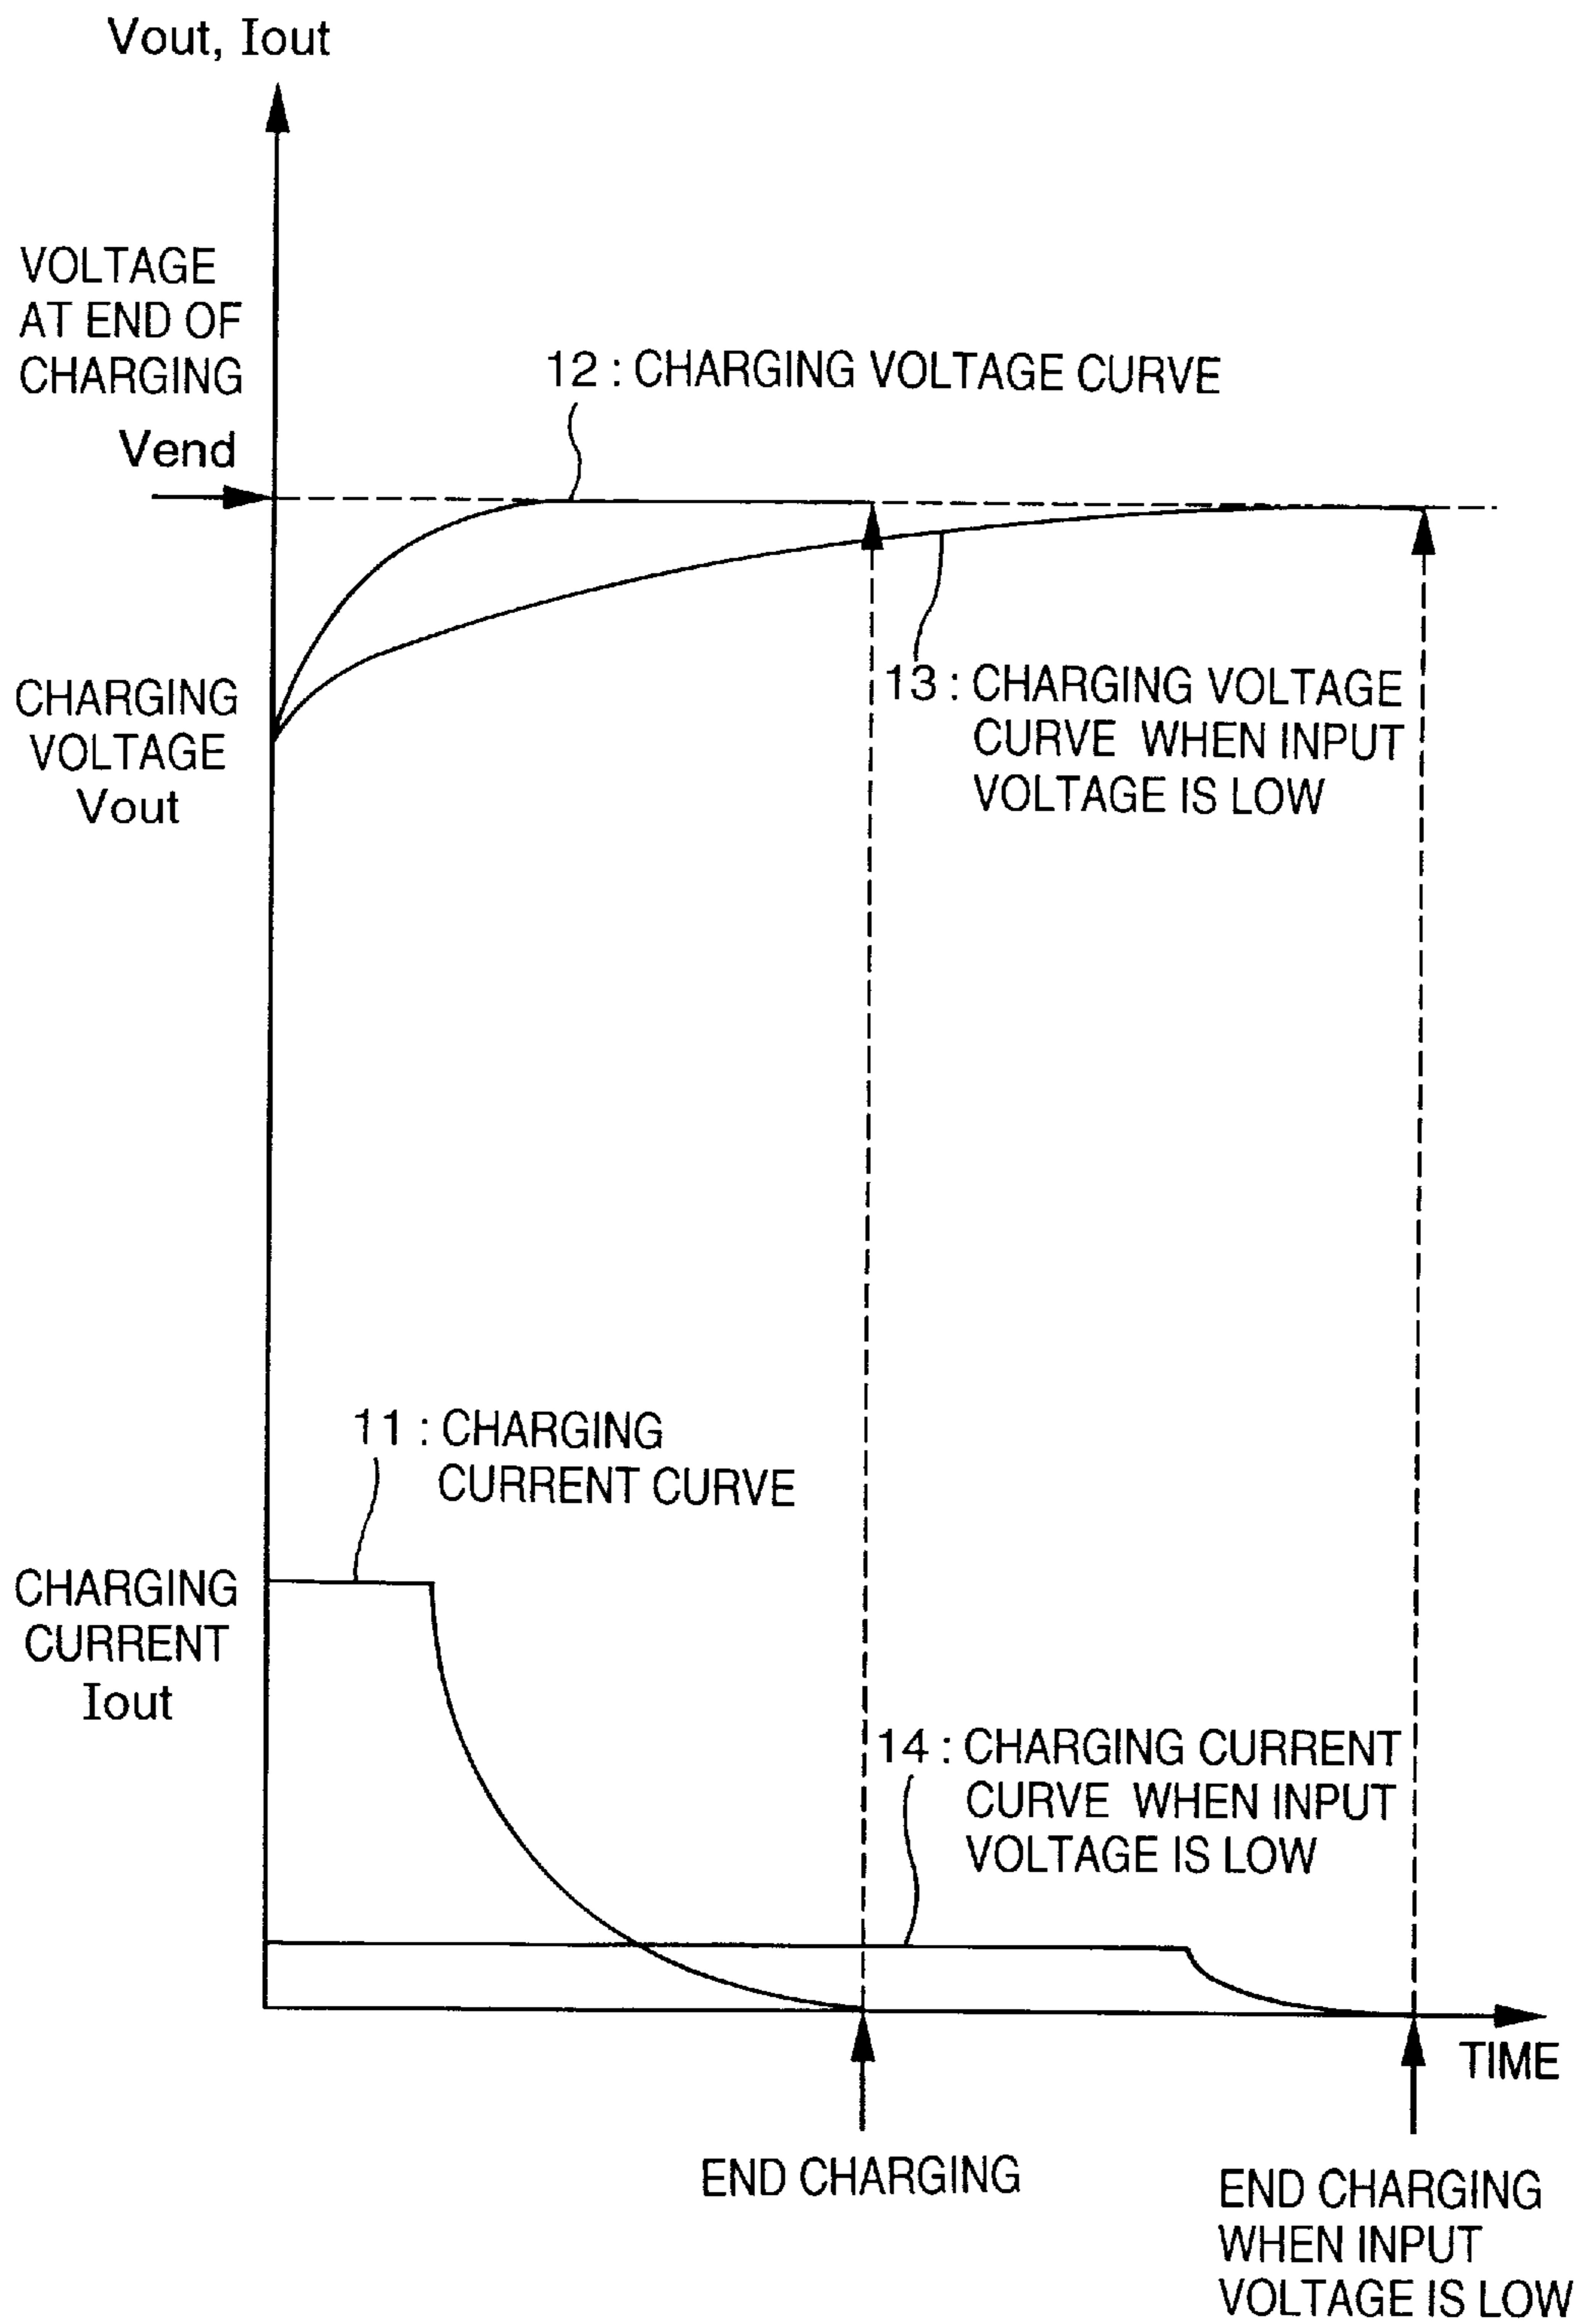 Vout, Iout
VOLTAGE
AT END OF
CHARGING
Vend
12 : CHARGING VOLTAGE CURVE
CHARGING
VOLTAGE
Vout
13 : CHARGING VOLTAGE
CURVE WHEN INPUT
VOLTAGE IS LOW
11 : CHARGING
CURRENT CURVE
CHARGING
CURRENT
Iout
14 : CHARGING CURRENT
CURVE WHEN INPUT
VOLTAGE IS LOW
TIME
END CHARGING
END CHARGING
WHEN INPUT
VOLTAGE IS LOW